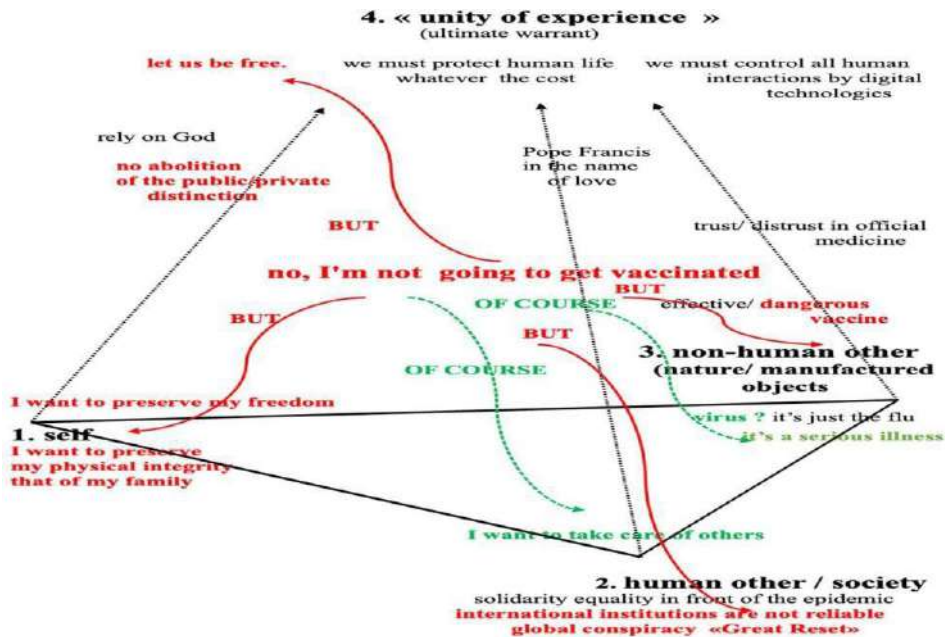 4. « unity of experience »
(ultimate warrant)
let us be free.
we must protect human life
whatever the cost
we must control all human
interactions by digital
technologies
rely on God
no abolition
of the public/private
distinction
Pope Francis
in the name
of love
trust/ distrust in official
medicine
BUT
no, I'm not going to get vaccinated
BUT
OF COURSE
BUT
effective/ dangerous
vaccine
BUT
OF COURSE
3. non-human other
(nature/ manufactured
objects
I want to preserve my freedom
1. self
I want to preserve
my physical integrity
that of my family
virus ? it's just the flu
it's a serious illness
I want to take care of others
2. human other / society
solidarity equality in front of the epidemic
international institutions are not reliable
global conspiracy «Great Reset»